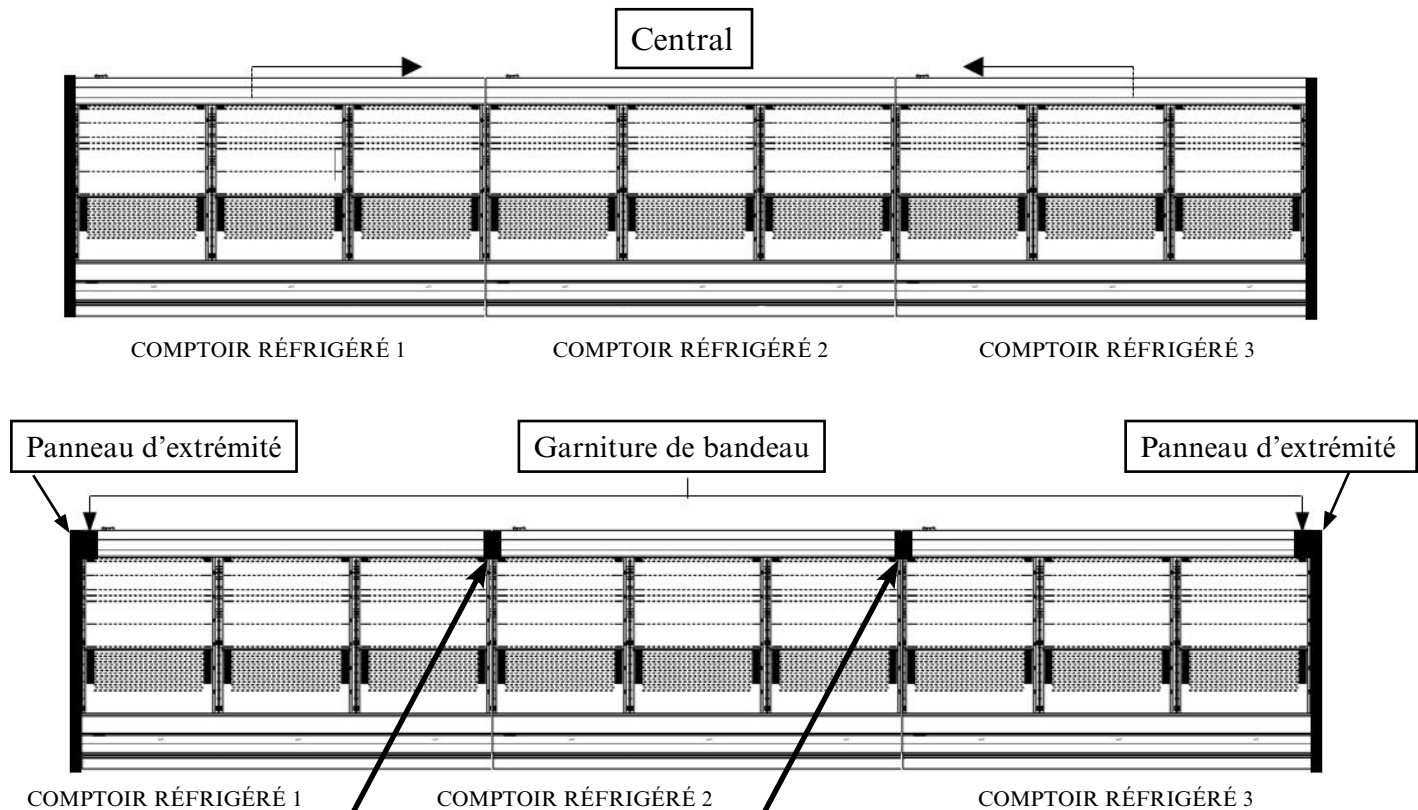 Central
COMPTOIR RÉFRIGÉRÉ 1 COMPTOIR RÉFRIGÉRÉ 2 COMPTOIR RÉFRIGÉRÉ 3
Panneau d'extrémité Garniture de bandeau Panneau d'extrémité
COMPTOIR RÉFRIGÉRÉ 1 COMPTOIR RÉFRIGÉRÉ 2 COMPTOIR RÉFRIGÉRÉ 3